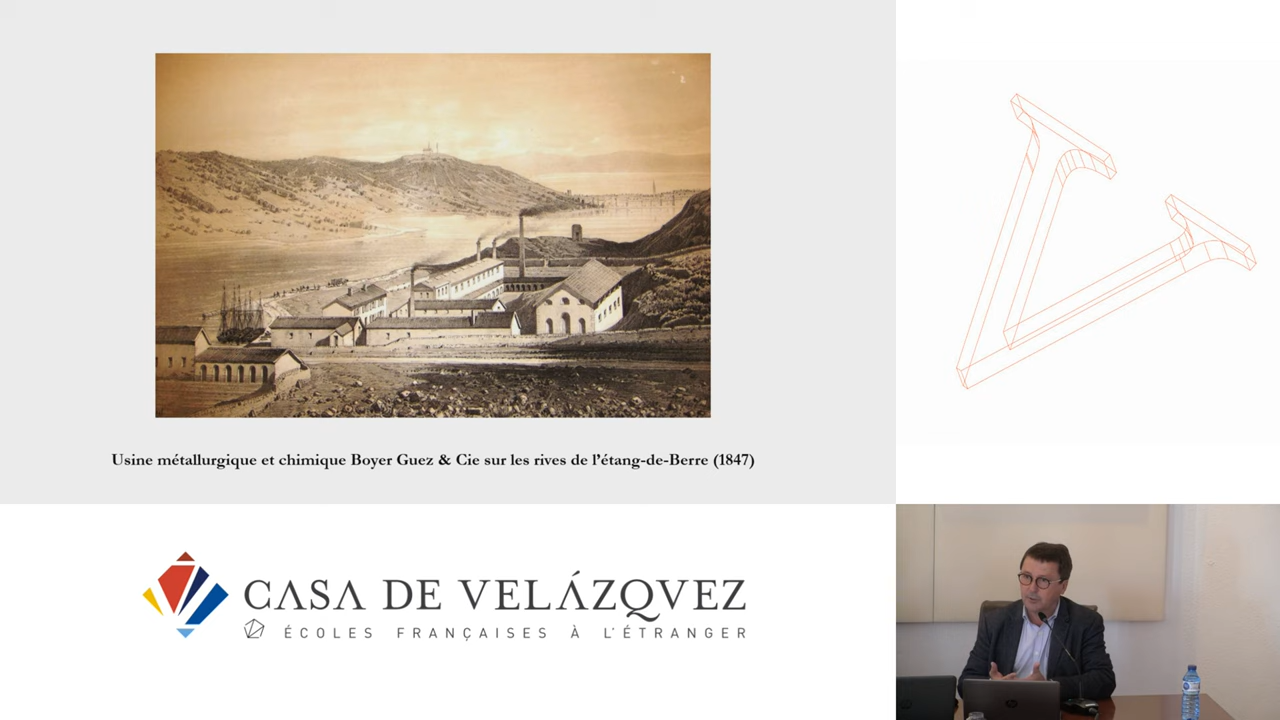 Usine métallurgique et chimique Boyer Guez & Cie sur les rives de l'étang-de-Berre (1847)
CASA DE VELÁZQVEZ
ÉCOLES FRANÇAISES À L'ÉTRANGER
hp